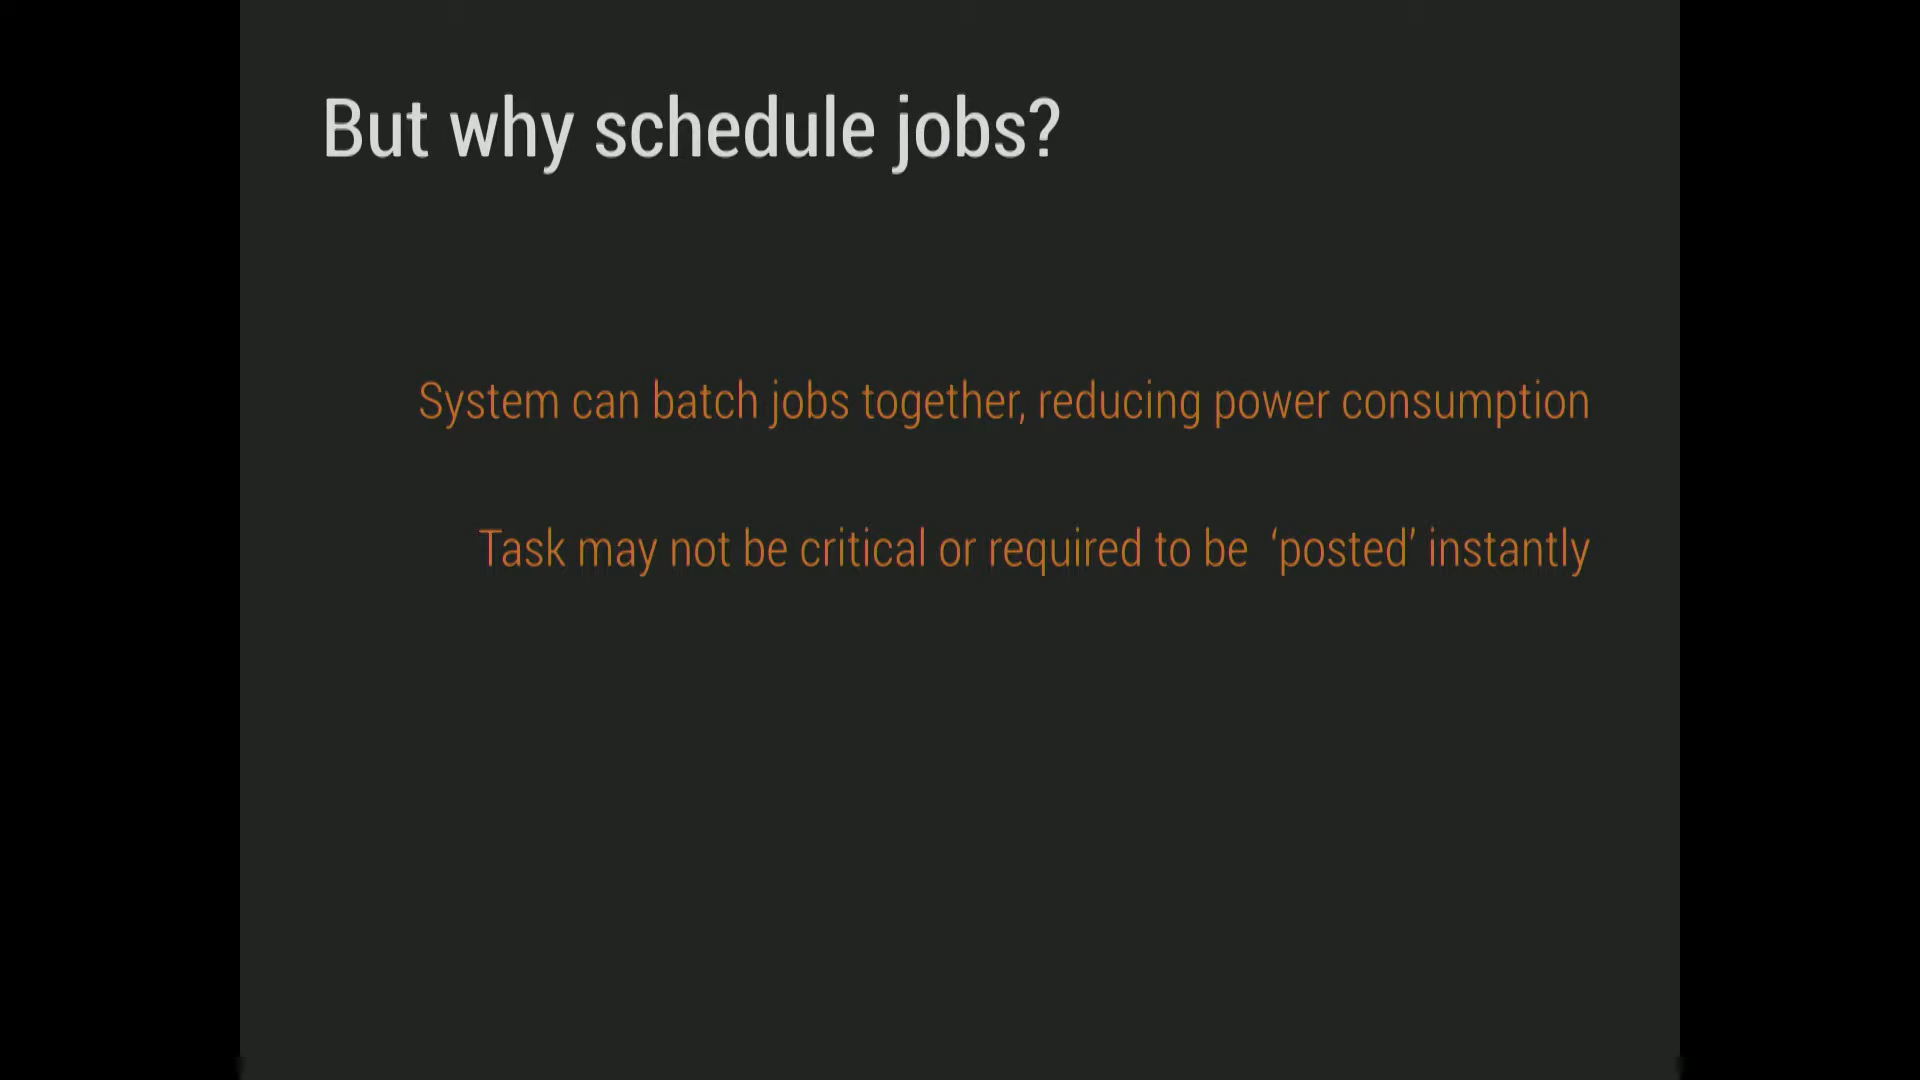 But why schedule jobs?
System can batch jobs together, reducing power consumption
Task may not be critical or required to be ‘posted’ instantly